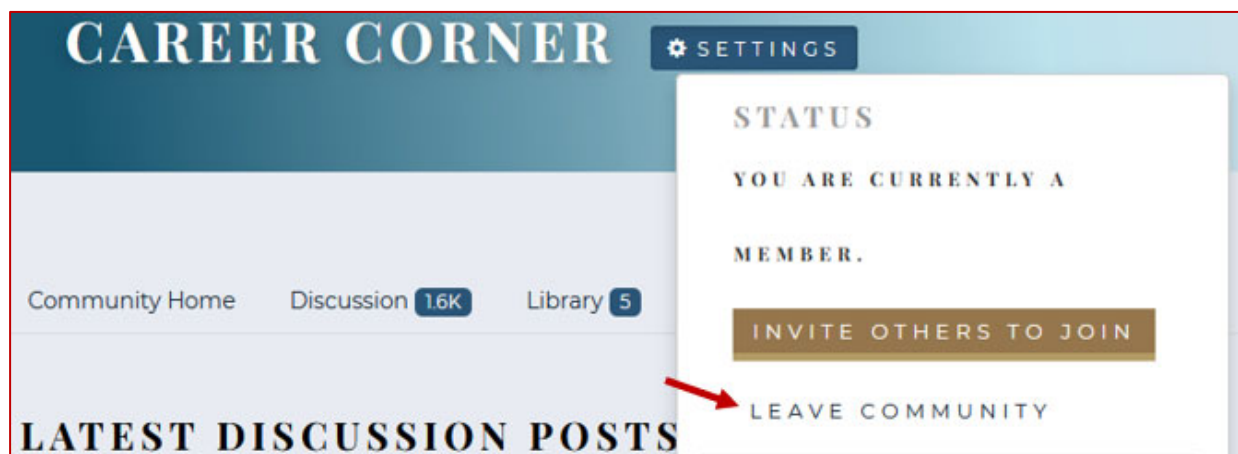 CAREER CORNER
SETTINGS
STATUS
YOU ARE CURRENTLY A
MEMBER.
Community Home Discussion 1.6K Library 5
INVITE OTHERS TO JOIN
LEAVE COMMUNITY
LATEST DISCUSSION POSTS